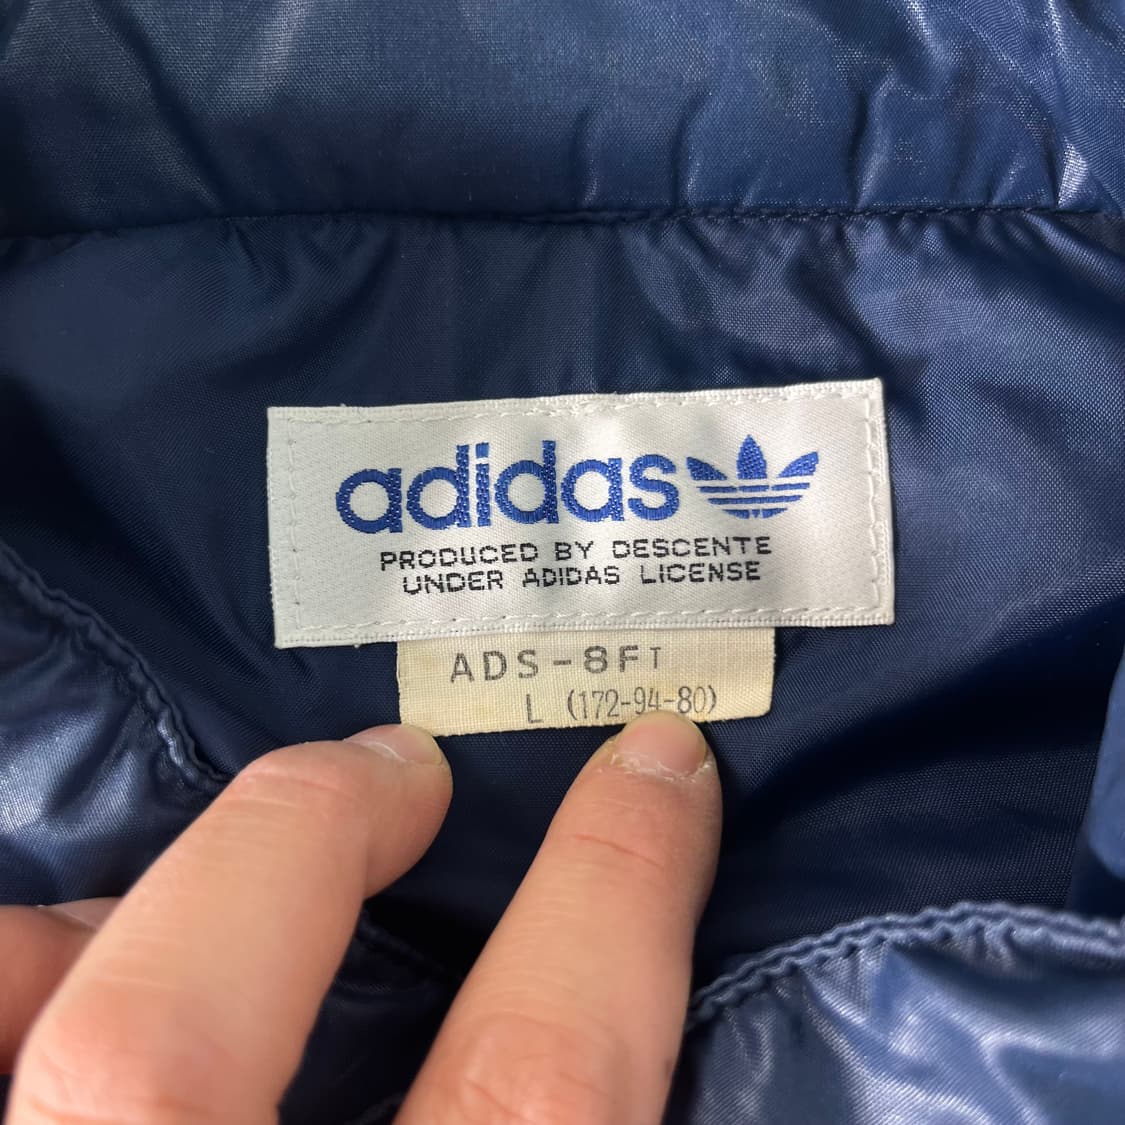 adidas
PRODUCED BY DESCENTE
UNDER ADIDAS LICENSE
ADS-8FT
L (172-94-80)